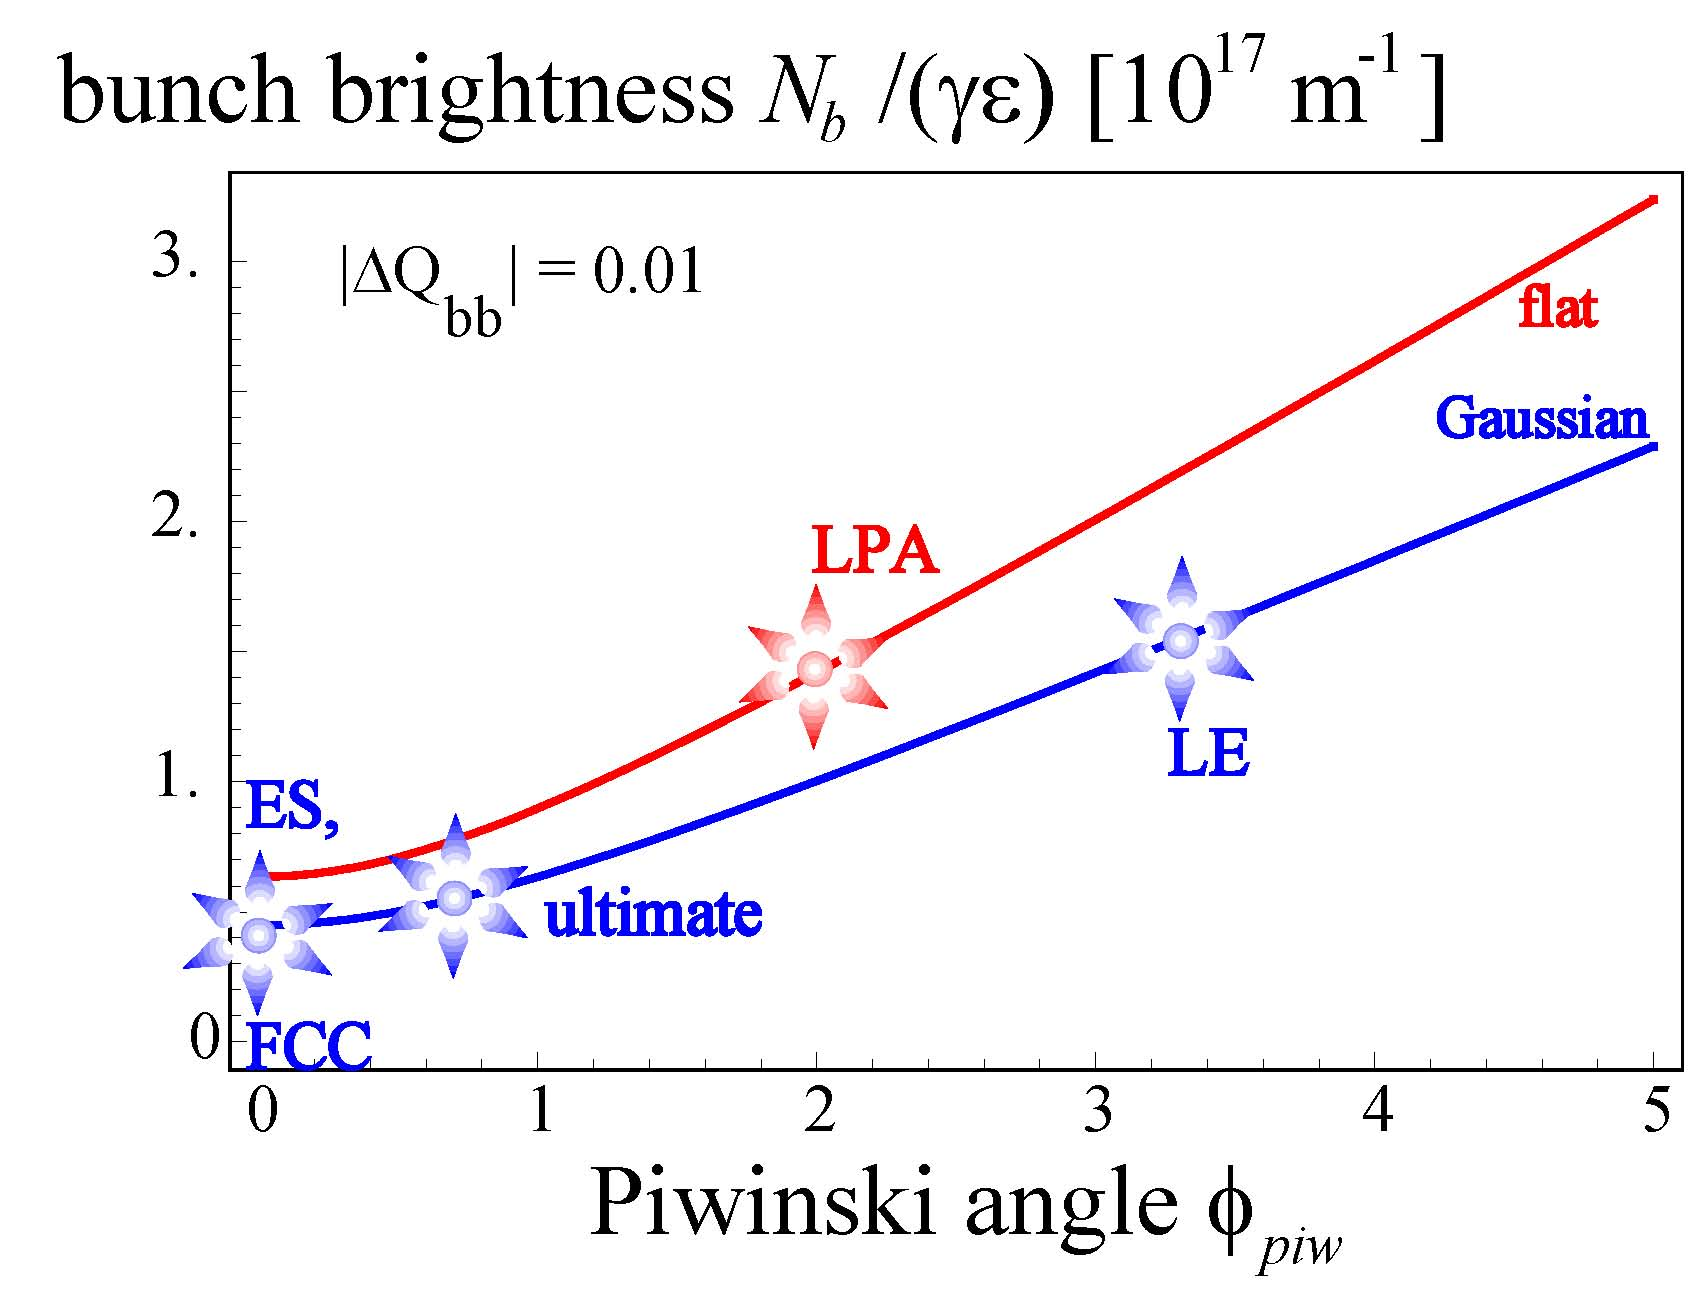 bunch brightness N_b /(γε) [10^17 m^-1 ]
|ΔQ_bb| = 0.01
3.
flat
Gaussian
2.
LPA
LE
1.
ES,
ultimate
0
FCC
0 1 2 3 4 5
Piwinski angle ϕ_piw